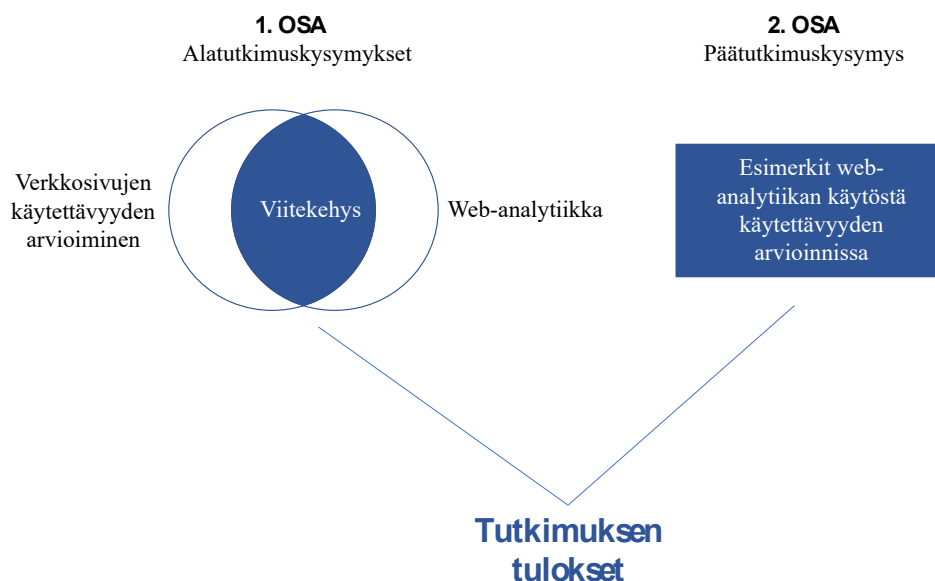 1. OSA
Alatutkimuskysymykset
Verkkosivujen
käytettävyyden
arvioiminen
Viitekehys
Web-analytiikka
2. OSA
Päätutkimuskysymys
Esimerkit web-
analytiikan käytöstä
käytettävyyden
arvioinnissa
Tutkimuksen
tulokset